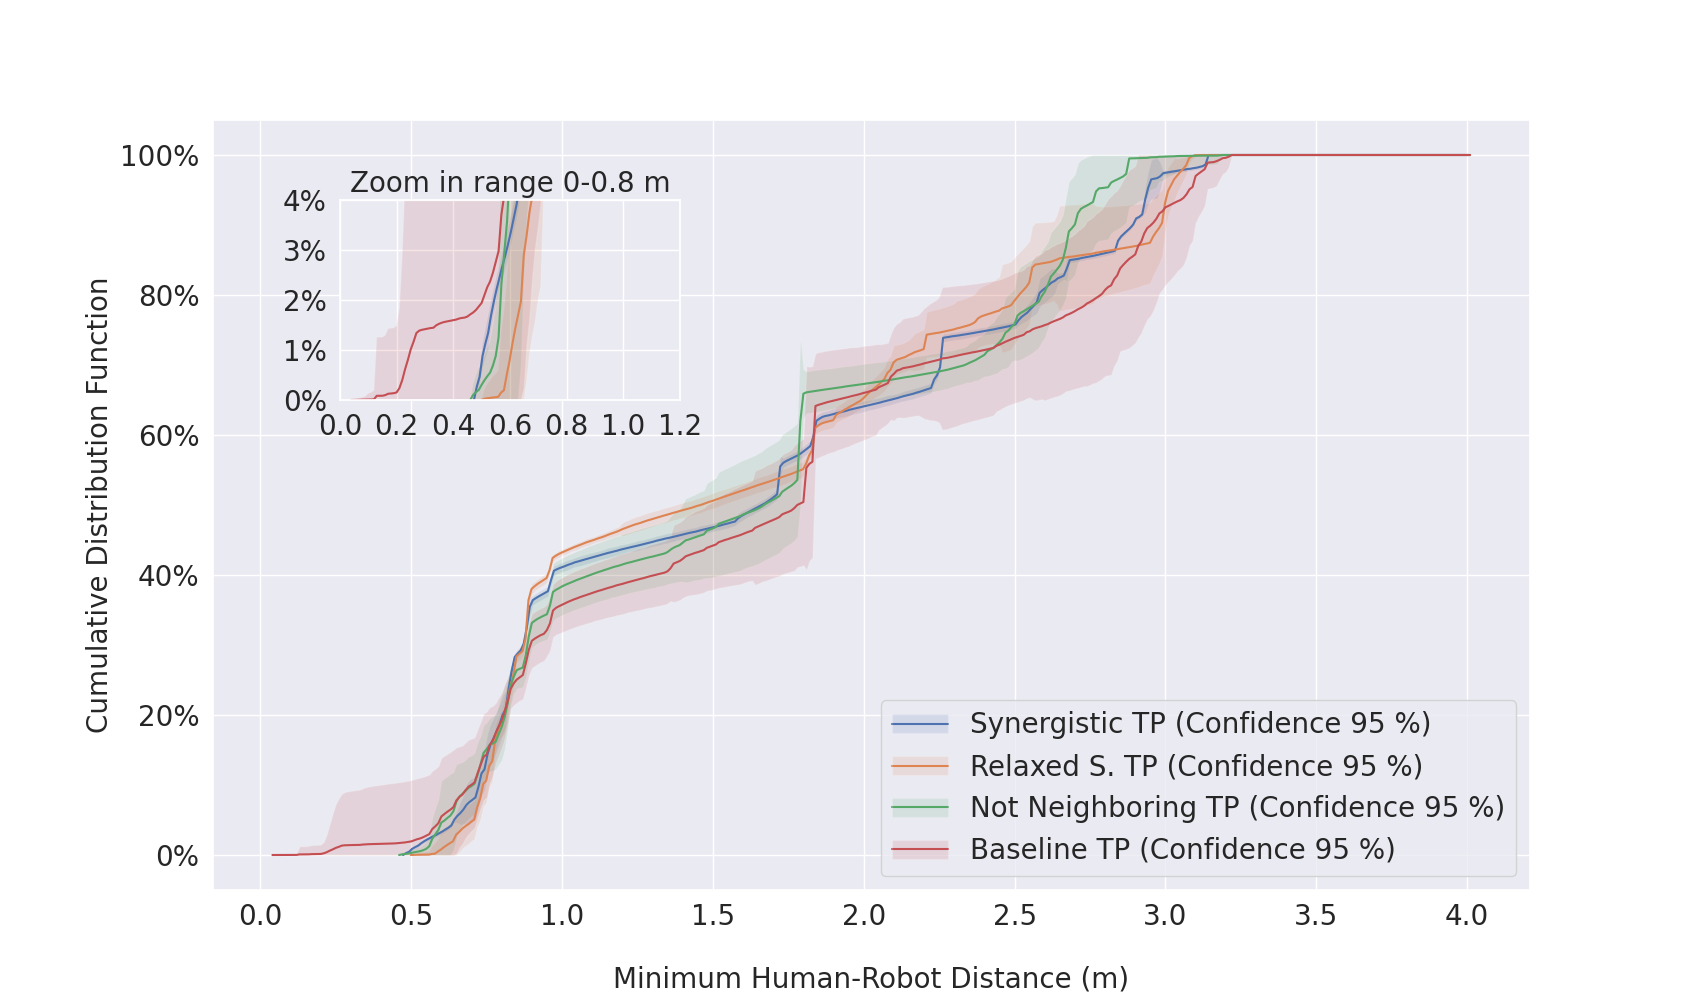 Zoom in range 0-0.8 m
4%
3%
2%
1%
0%
0.0 0.2 0.4 0.6 0.8 1.0 1.2
100%
80%
60%
40%
20%
0%
Cumulative Distribution Function
Synergistic TP (Confidence 95 %)
Relaxed S. TP (Confidence 95 %)
Not Neighboring TP (Confidence 95 %)
Baseline TP (Confidence 95 %)
0.0 0.5 1.0 1.5 2.0 2.5 3.0 3.5 4.0
Minimum Human-Robot Distance (m)